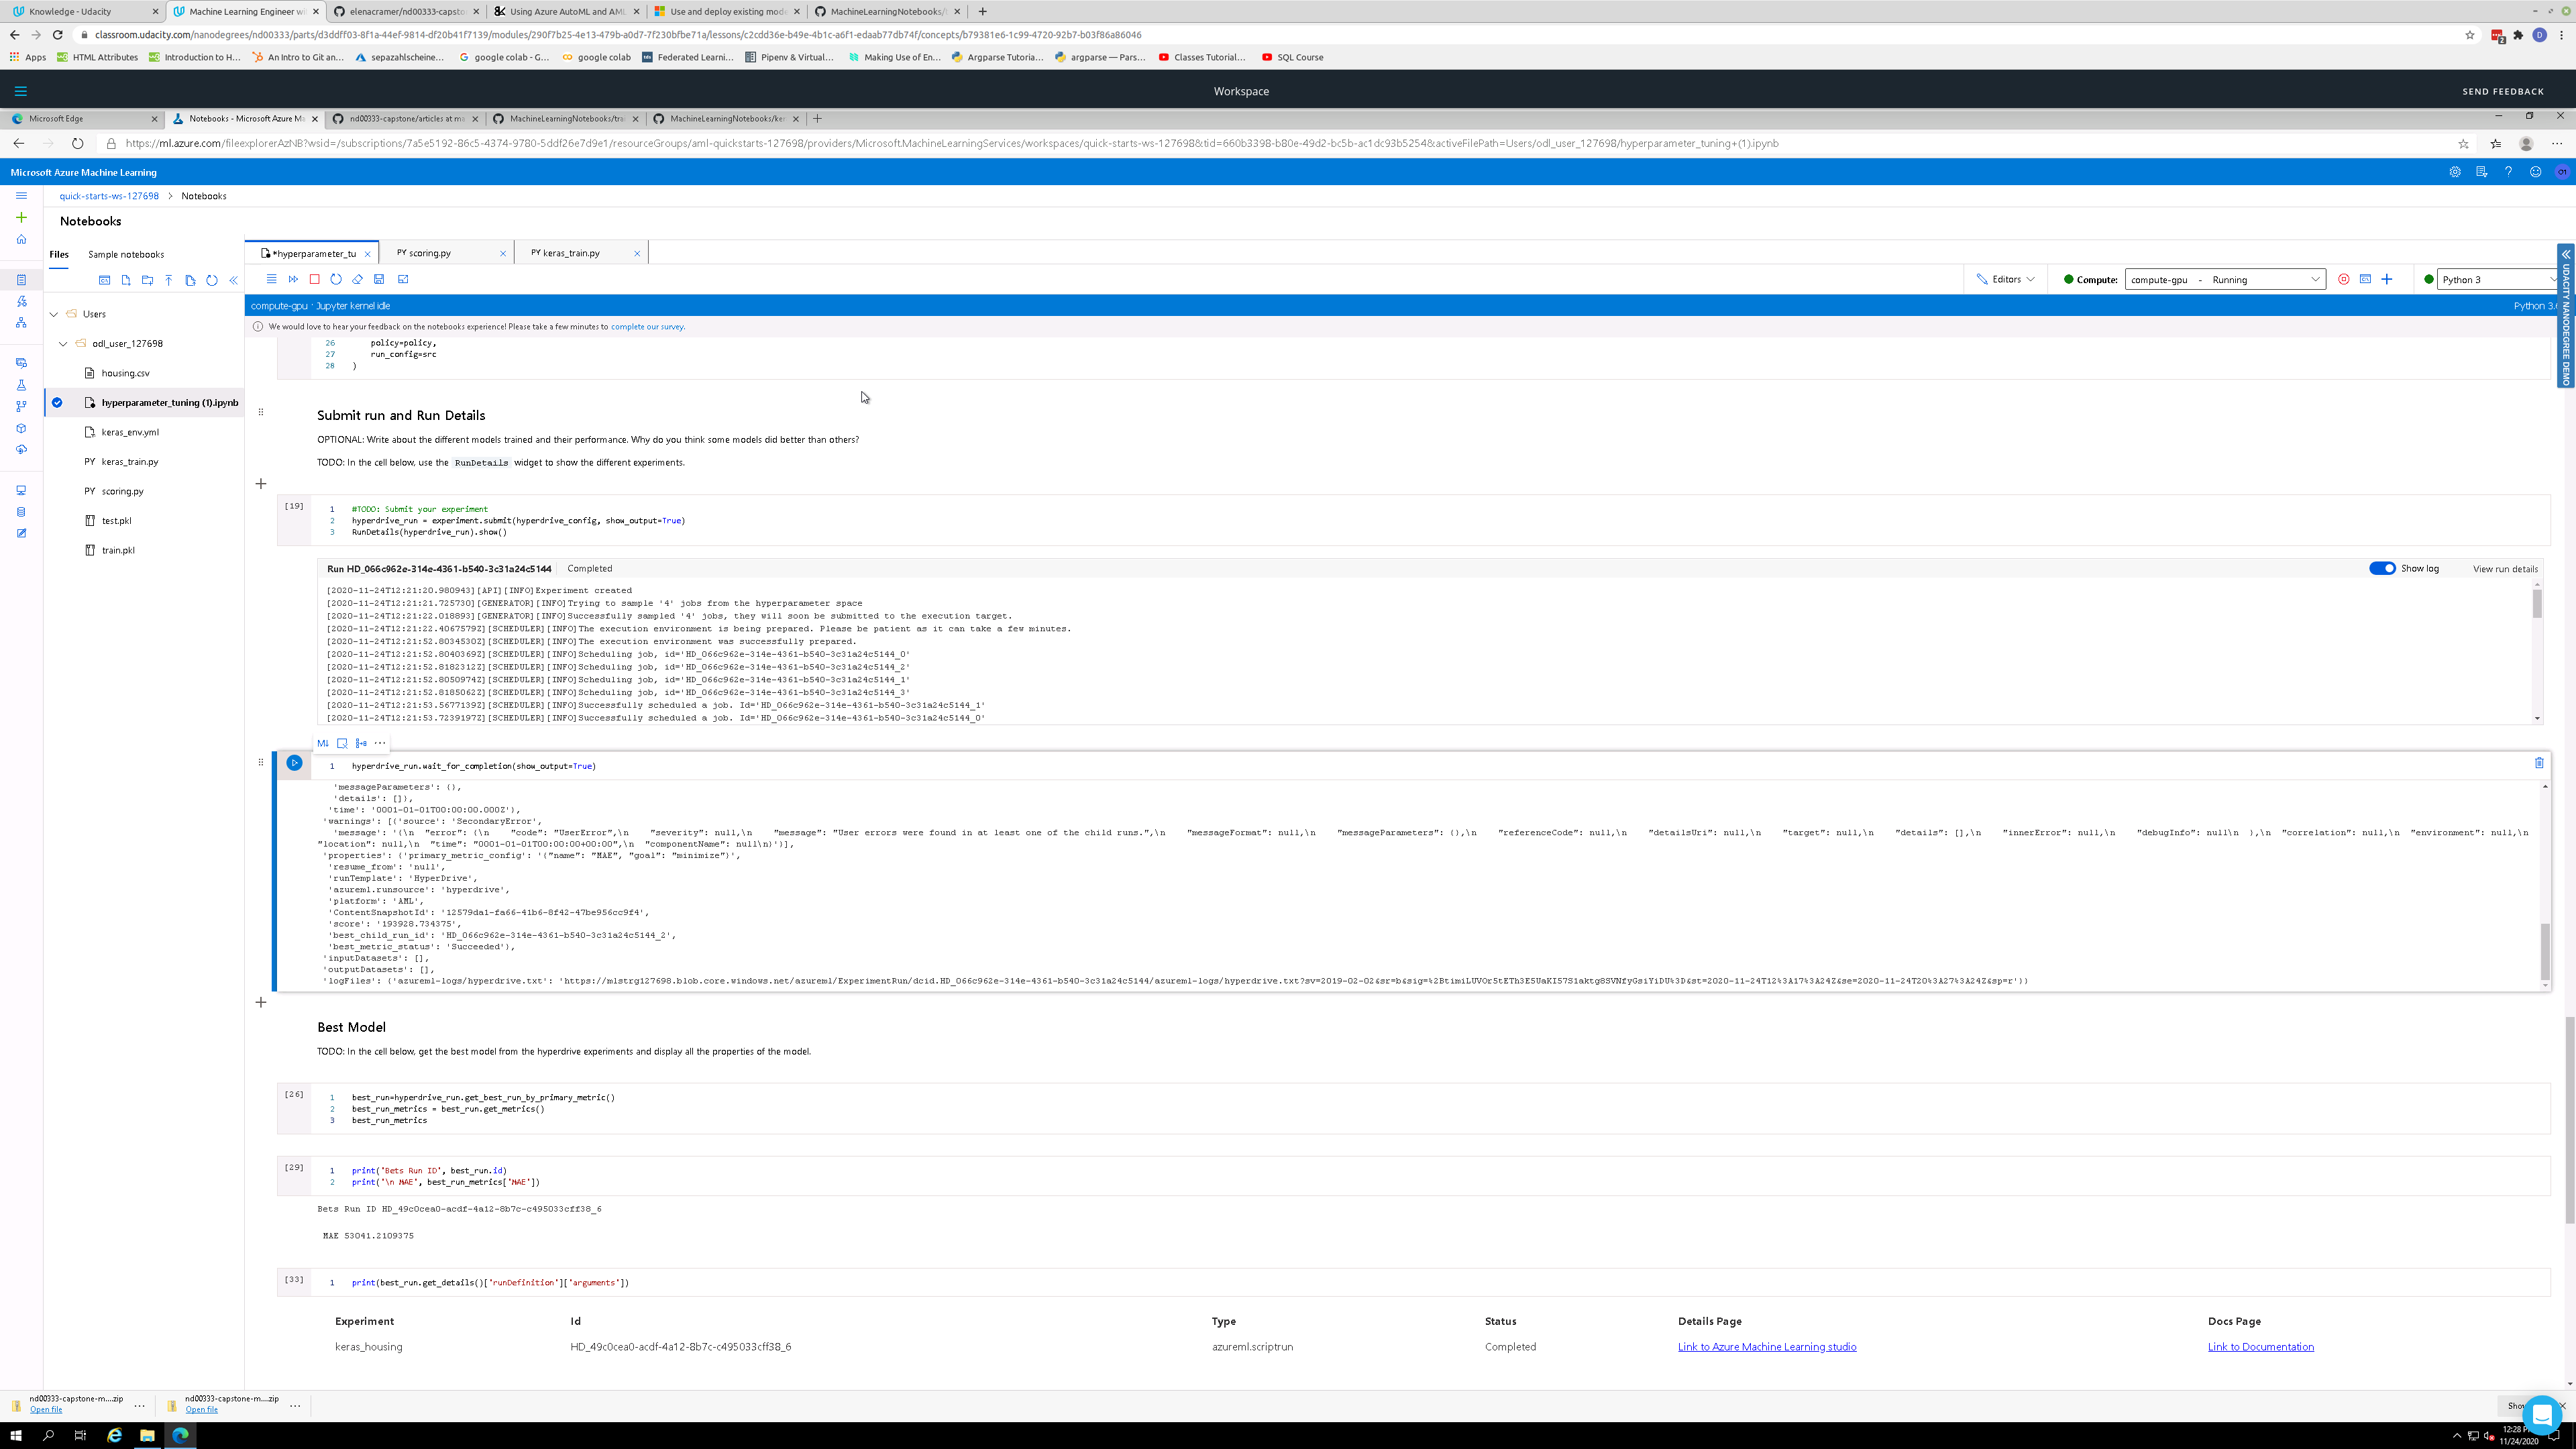 Knowledge - Udacity
Machine Learning Engineer wi
elenacramer/nd00333-capsto
Using Azure AutoML and AML
Use and deploy existing mode
MachineLearningNotebooks/
classroom.udacity.com/nanodegrees/nd00333/parts/d3ddff03-8f1a-44ef-9814-df20b41f7139/modules/290f7b25-4e13-479b-a0d7-7f230bfbe71a/lessons/c2cdd36e-b49e-4b1c-a6f1-edaab77db74f/concepts/b79381e6-1c99-4720-92b7-b03f86a86046
Apps HTML Attributes Introduction to H... An Intro to Git an... sepazahlscheine... google colab - G... google colab Federated Learni... Pipenv & Virtual... Making Use of En... Argparse Tutoria... argparse — Pars... Classes Tutorial... SQL Course
Workspace
SEND FEEDBACK
Microsoft Edge
Notebooks - Microsoft Azure Ma
nd00333-capstone/articles at ma
MachineLearningNotebooks/trai
MachineLearningNotebooks/ker
https://ml.azure.com/fileexplorerAzNB?wsid=/subscriptions/7a5e5192-86c5-4374-9780-5ddf26e7d9e1/resourceGroups/aml-quickstarts-127698/providers/Microsoft.MachineLearningServices/workspaces/quick-starts-ws-127698&tid=660b3398-b80e-49d2-bc5b-ac1dc93b5254&activeFilePath=Users/odl_user_127698/hyperparameter_tuning+(1).ipynb
Microsoft Azure Machine Learning
quick-starts-ws-127698 > Notebooks
Notebooks
Files Sample notebooks
Users
odl_user_127698
housing.csv
hyperparameter_tuning (1).ipynb
keras_env.yml
PY keras_train.py
PY scoring.py
test.pkl
train.pkl
*hyperparameter_tu
PY scoring.py
PY keras_train.py
Editors
Compute: compute-gpu - Running
Python 3
UDACITY NANODEGREE DEMO
compute-gpu · Jupyter kernel idle
Python 3.
We would love to hear your feedback on the notebooks experience! Please take a few minutes to complete our survey.
26 policy=policy,
27 run_config=src
28 )
Submit run and Run Details
OPTIONAL: Write about the different models trained and their performance. Why do you think some models did better than others?
TODO: In the cell below, use the RunDetails widget to show the different experiments.
[19] 1 #TODO: Submit your experiment
2 hyperdrive_run = experiment.submit(hyperdrive_config, show_output=True)
3 RunDetails(hyperdrive_run).show()
Run HD_066c962e-314e-4361-b540-3c31a24c5144 Completed
Show log
View run details
[2020-11-24T12:21:20.980943][API][INFO]Experiment created
[2020-11-24T12:21:21.725730][GENERATOR][INFO]Trying to sample '4' jobs from the hyperparameter space
[2020-11-24T12:21:22.018893][GENERATOR][INFO]Successfully sampled '4' jobs, they will soon be submitted to the execution target.
[2020-11-24T12:21:22.4067579Z][SCHEDULER][INFO]The execution environment is being prepared. Please be patient as it can take a few minutes.
[2020-11-24T12:21:52.8034530Z][SCHEDULER][INFO]The execution environment was successfully prepared.
[2020-11-24T12:21:52.8040369Z][SCHEDULER][INFO]Scheduling job, id='HD_066c962e-314e-4361-b540-3c31a24c5144_0'
[2020-11-24T12:21:52.8182312Z][SCHEDULER][INFO]Scheduling job, id='HD_066c962e-314e-4361-b540-3c31a24c5144_2'
[2020-11-24T12:21:52.8050974Z][SCHEDULER][INFO]Scheduling job, id='HD_066c962e-314e-4361-b540-3c31a24c5144_1'
[2020-11-24T12:21:52.8185062Z][SCHEDULER][INFO]Scheduling job, id='HD_066c962e-314e-4361-b540-3c31a24c5144_3'
[2020-11-24T12:21:53.5677139Z][SCHEDULER][INFO]Successfully scheduled a job. Id='HD_066c962e-314e-4361-b540-3c31a24c5144_1'
[2020-11-24T12:21:53.7239197Z][SCHEDULER][INFO]Successfully scheduled a job. Id='HD_066c962e-314e-4361-b540-3c31a24c5144_0'
M↓
1 hyperdrive_run.wait_for_completion(show_output=True)
'messageParameters': {},
'details': []},
'time': '0001-01-01T00:00:00.000Z'},
'warnings': [{'source': 'SecondaryError',
'message': '{\n "error": {\n "code": "UserError",\n "severity": null,\n "message": "User errors were found in at least one of the child runs.",\n "messageFormat": null,\n "messageParameters": {},\n "referenceCode": null,\n "detailsUri": null,\n "target": null,\n "details": [],\n "innerError": null,\n "debugInfo": null\n },\n "correlation": null,\n "environment": null,\n
"location": null,\n "time": "0001-01-01T00:00:00+00:00",\n "componentName": null\n}'}],
'properties': {'primary_metric_config': '{"name": "MAE", "goal": "minimize"}',
'resume_from': 'null',
'runTemplate': 'HyperDrive',
'azureml.runsource': 'hyperdrive',
'platform': 'AML',
'ContentSnapshotId': '12579da1-fa66-41b6-8f42-47be956cc9f4',
'score': '193928.734375',
'best_child_run_id': 'HD_066c962e-314e-4361-b540-3c31a24c5144_2',
'best_metric_status': 'Succeeded'},
'inputDatasets': [],
'outputDatasets': [],
'logFiles': {'azureml-logs/hyperdrive.txt': 'https://mlstrg127698.blob.core.windows.net/azureml/ExperimentRun/dcid.HD_066c962e-314e-4361-b540-3c31a24c5144/azureml-logs/hyperdrive.txt?sv=2019-02-02&sr=b&sig=%2BtimiLUVOr5tETh3E5UaKI57S1aktg8SVNfyGsiYiDU%3D&st=2020-11-24T12%3A17%3A24Z&se=2020-11-24T20%3A27%3A24Z&sp=r'}}
Best Model
TODO: In the cell below, get the best model from the hyperdrive experiments and display all the properties of the model.
[26] 1 best_run=hyperdrive_run.get_best_run_by_primary_metric()
2 best_run_metrics = best_run.get_metrics()
3 best_run_metrics
[29] 1 print('Bets Run ID', best_run.id)
2 print('\n MAE', best_run_metrics['MAE'])
Bets Run ID HD_49c0cea0-acdf-4a12-8b7c-c495033cff38_6
MAE 53041.2109375
[33] 1 print(best_run.get_details()['runDefinition']['arguments'])
Experiment Id Type Status Details Page Docs Page
keras_housing HD_49c0cea0-acdf-4a12-8b7c-c495033cff38_6 azureml.scriptrun Completed Link to Azure Machine Learning studio Link to Documentation
nd00333-capstone-m....zip
Open file
nd00333-capstone-m....zip
Open file
Sho
12:28 P
11/24/2020